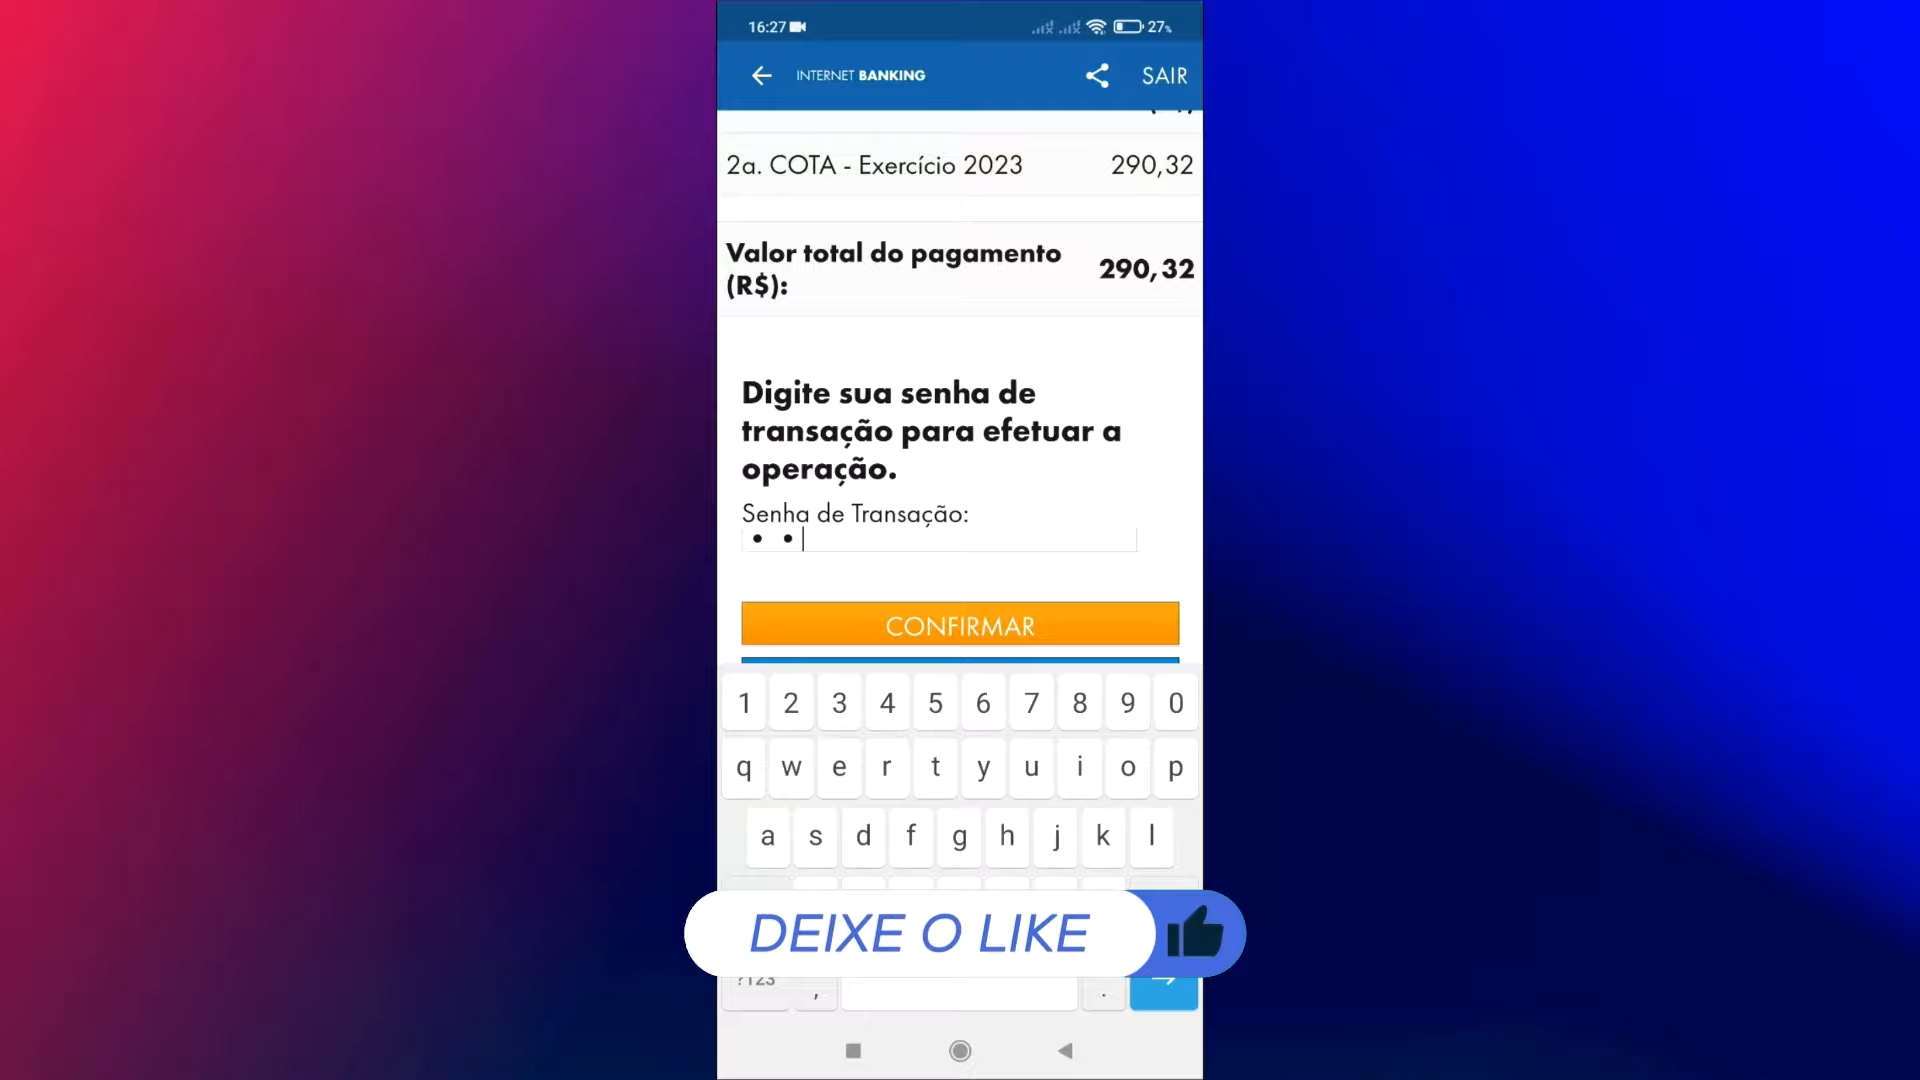 16:27 27%
INTERNET BANKING SAIR
2a. COTA - Exercício 2023 290,32
Valor total do pagamento
(R$): 290,32
Digite sua senha de
transação para efetuar a
operação.
Senha de Transação:
CONFIRMAR
1 2 3 4 5 6 7 8 9 0
q w e r t y u i o p
a s d f g h j k l
DEIXE O LIKE
?123 , .